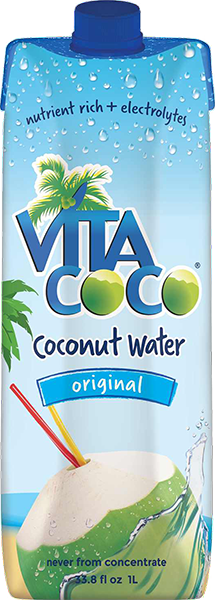 nutrient rich + electrolytes
VITA
COCO®
Coconut Water
original
never from concentrate
33.8 fl oz 1L